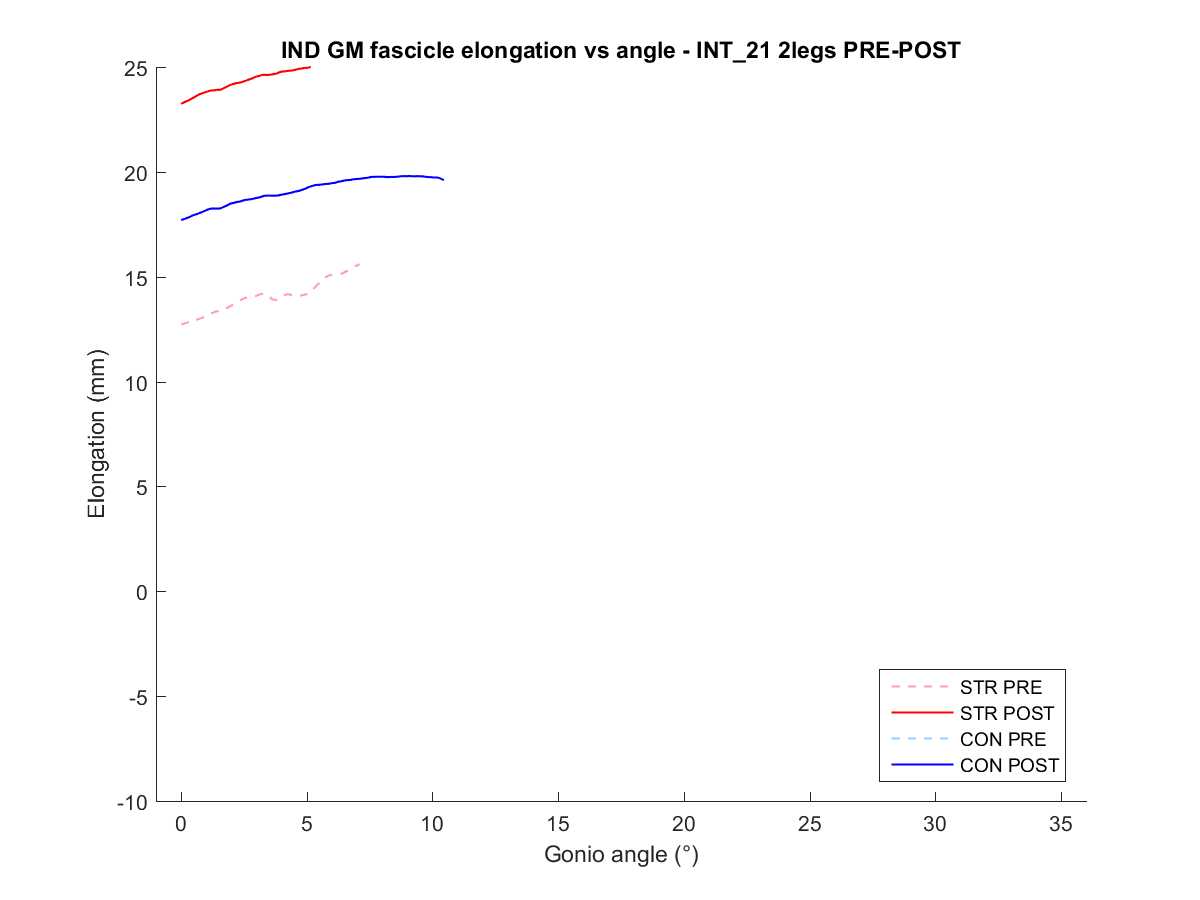 IND GM fascicle elongation vs angle - INT_21 2legs PRE-POST
25
20
15
10
5
0
-5
-10
Elongation (mm)
0 5 10 15 20 25 30 35
Gonio angle (°)
STR PRE
STR POST
CON PRE
CON POST